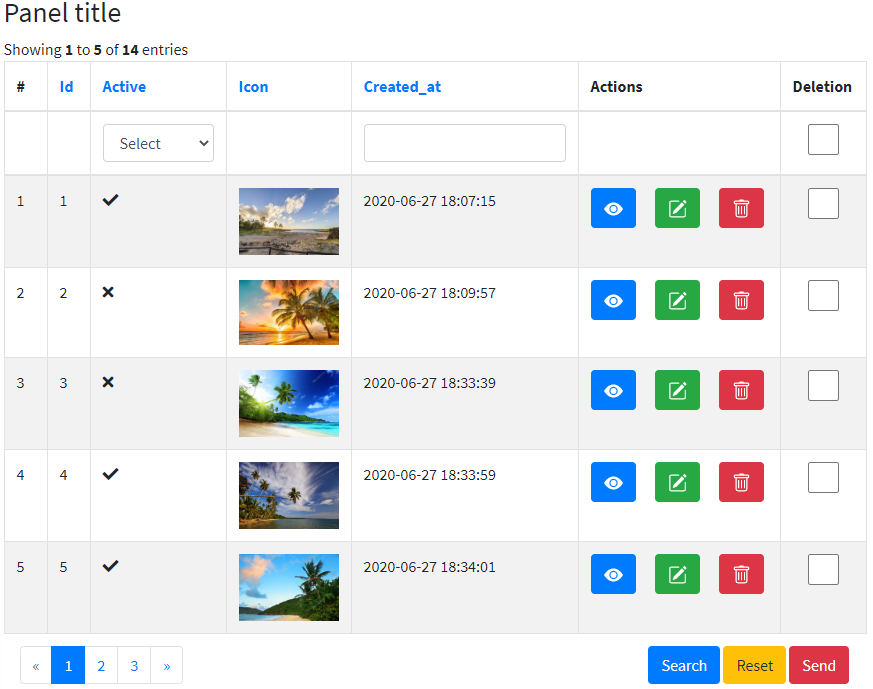 Panel title
Showing 1 to 5 of 14 entries
# Id Active Icon Created_at Actions Deletion
Select
1 1 2020-06-27 18:07:15
2 2 2020-06-27 18:09:57
3 3 2020-06-27 18:33:39
4 4 2020-06-27 18:33:59
5 5 2020-06-27 18:34:01
« 1 2 3 » Search Reset Send